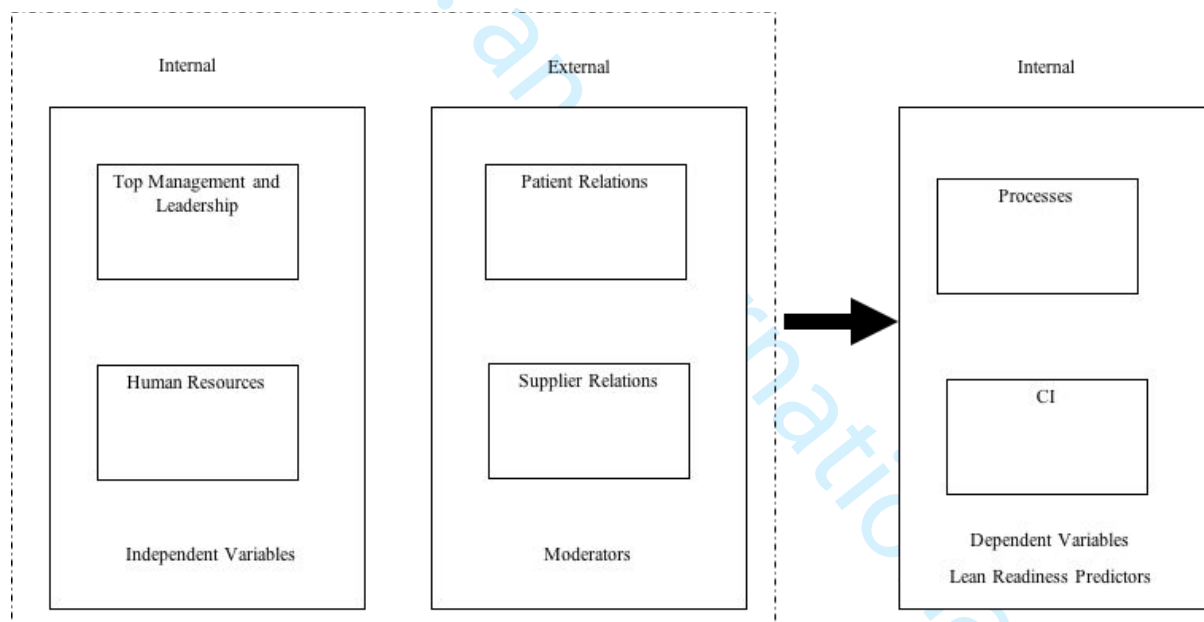 Internal
External
Internal
Top Management and
Leadership
Patient Relations
Processes
Human Resources
Supplier Relations
CI
Independent Variables
Moderators
Dependent Variables
Lean Readiness Predictors